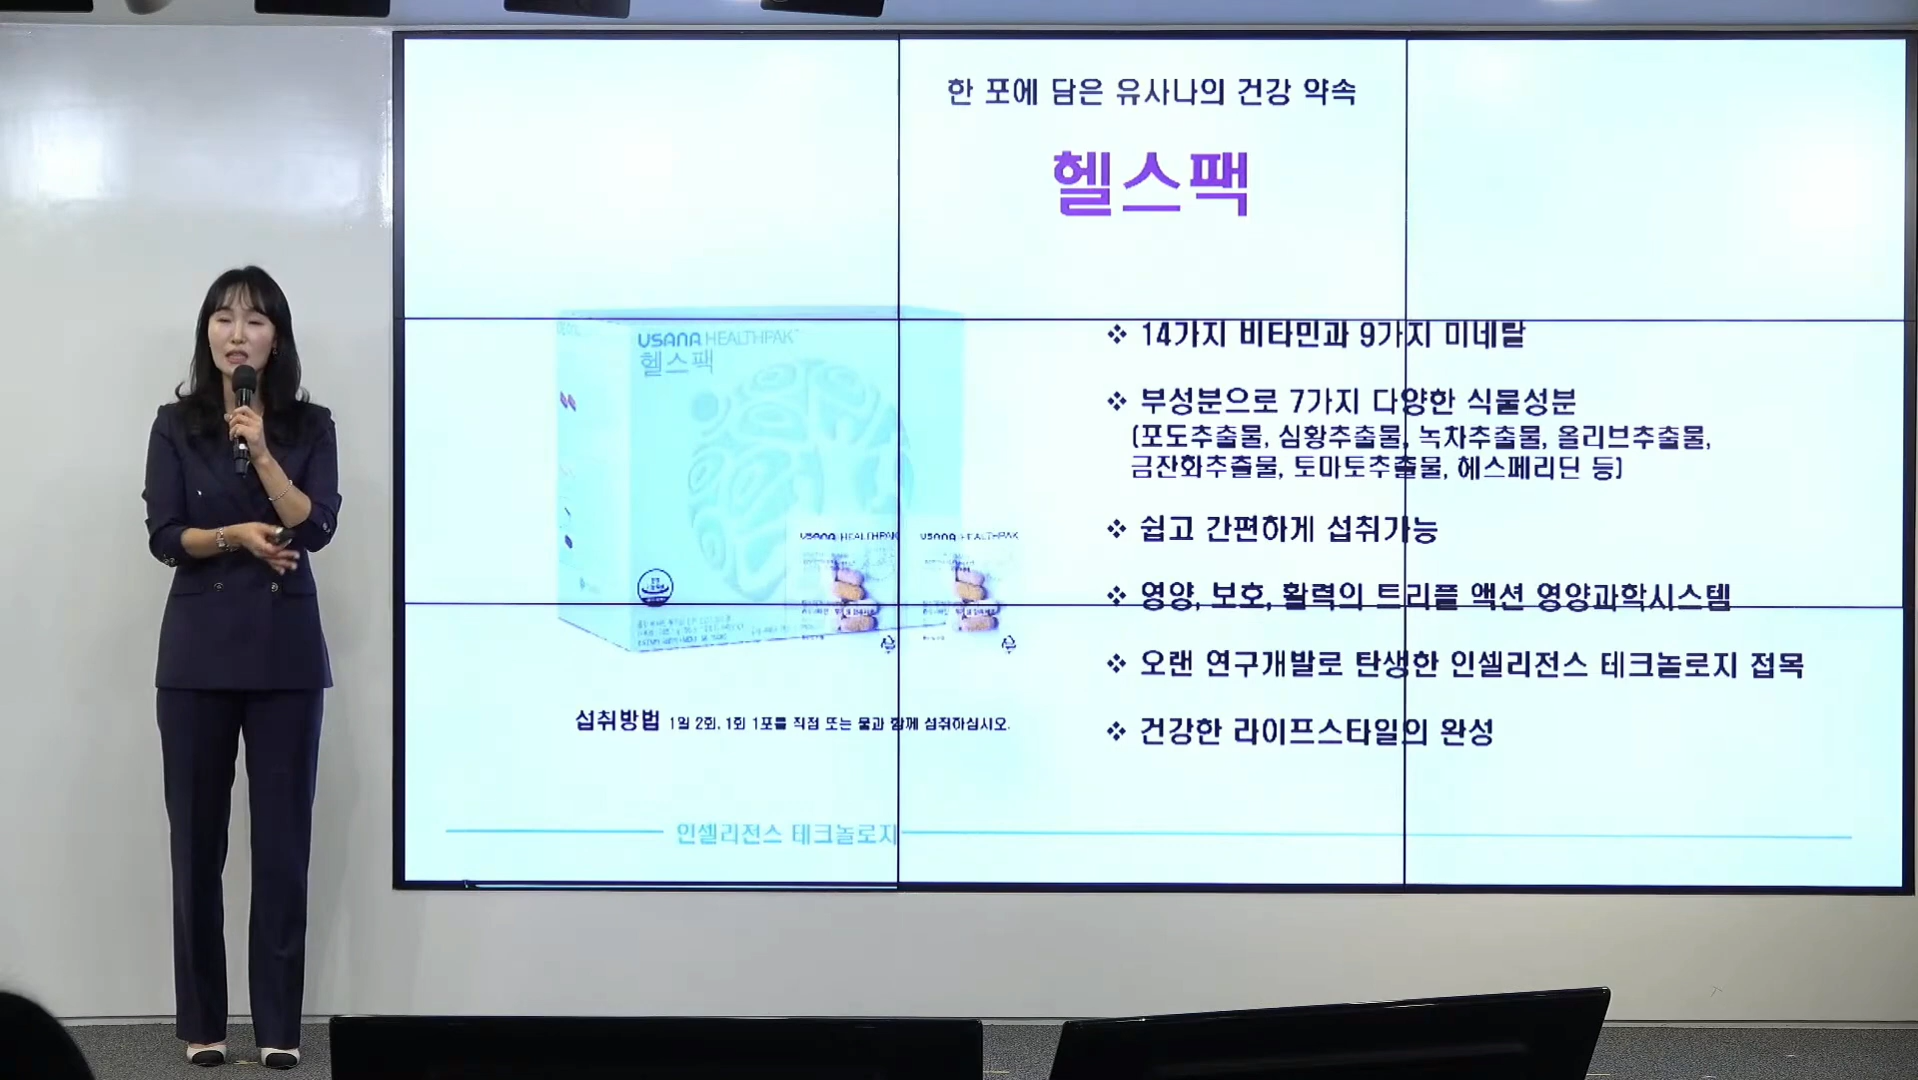 한 포에 담은 유사나의 건강 약속
헬스팩
USANA HEALTHPAK™
헬스팩
USANA HEALTHPAK
USANA HEALTHPAK
섭취방법 1일 2회, 1회 1포를 직접 또는 물과 함께 섭취하십시오.
❖ 14가지 비타민과 9가지 미네랄
❖ 부성분으로 7가지 다양한 식물성분
(포도추출물, 심황추출물, 녹차추출물, 올리브추출물,
금잔화추출물, 토마토추출물, 헤스페리딘 등)
❖ 쉽고 간편하게 섭취가능
❖ 영양, 보호, 활력의 트리플 액션 영양과학시스템
❖ 오랜 연구개발로 탄생한 인셀리전스 테크놀로지 접목
❖ 건강한 라이프스타일의 완성
인셀리전스 테크놀로지